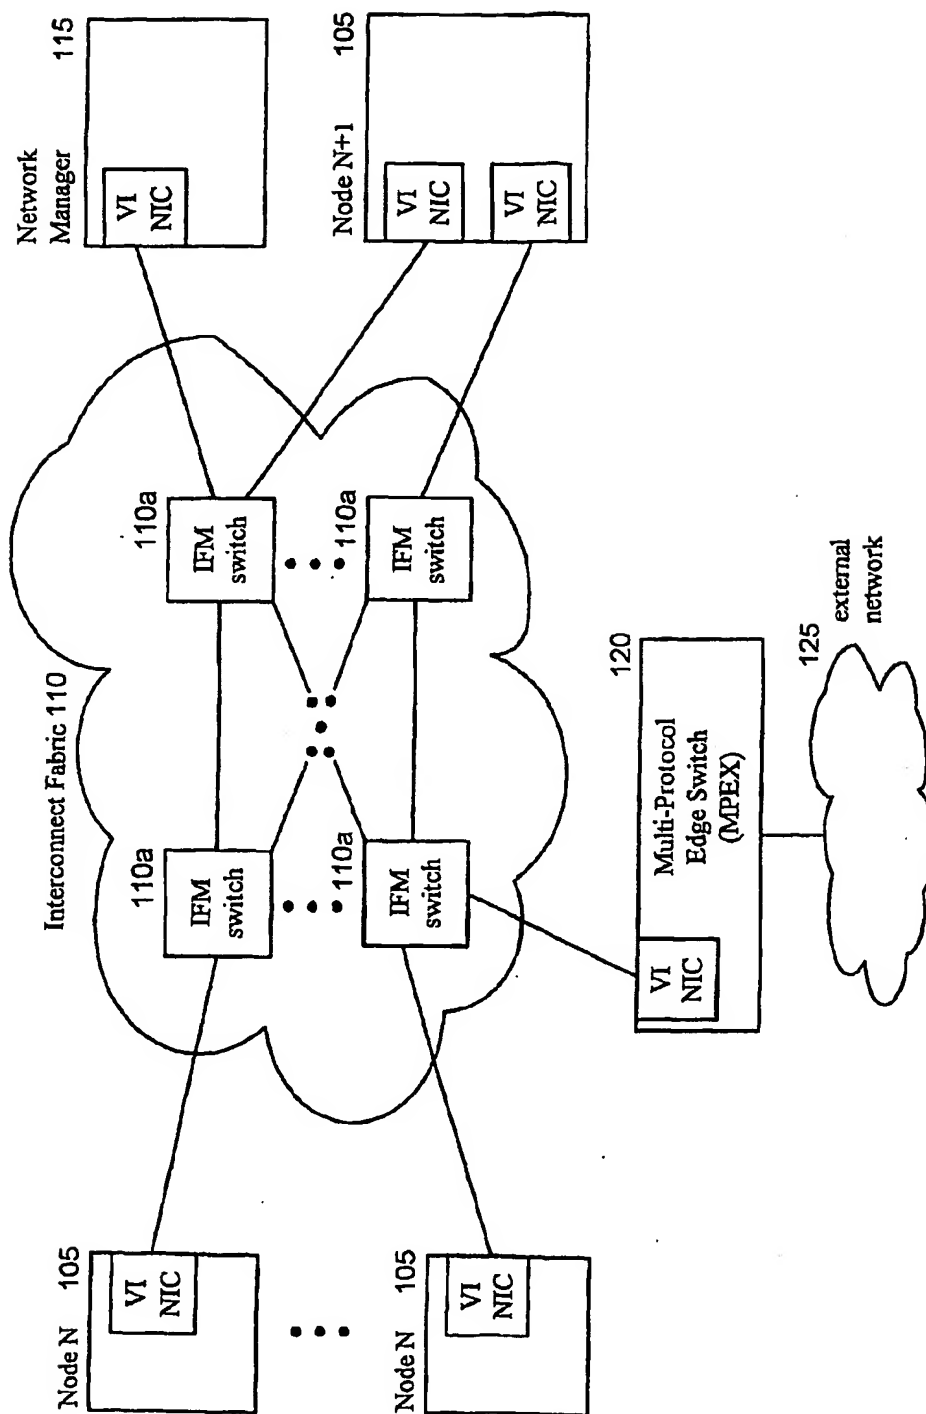 Network
Manager 115
VI
NIC
Node N+1 105
VI
NIC
VI
NIC
Interconnect Fabric 110
110a
IFM
switch
110a
IFM
switch
110a
IFM
switch
110a
IFM
switch
Node N 105
VI
NIC
Node N 105
VI
NIC
120
Multi-Protocol
Edge Switch
(MPEX)
VI
NIC
125
external
network